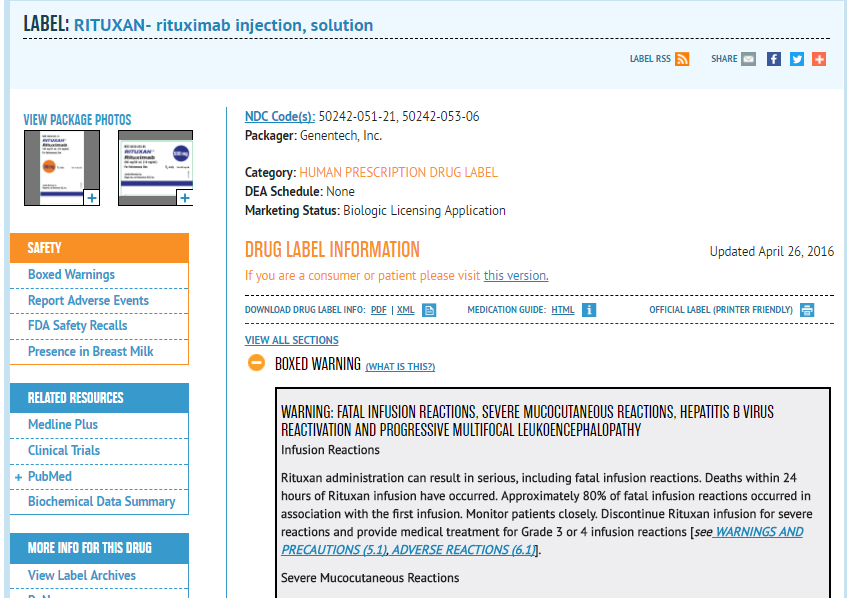 LABEL: RITUXAN- rituximab injection, solution
LABEL RSS SHARE
VIEW PACKAGE PHOTOS
RITUXAN
Rituximab
RITUXAN
Rituximab
SAFETY
Boxed Warnings
Report Adverse Events
FDA Safety Recalls
Presence in Breast Milk
RELATED RESOURCES
Medline Plus
Clinical Trials
+ PubMed
Biochemical Data Summary
MORE INFO FOR THIS DRUG
View Label Archives
NDC Code(s): 50242-051-21, 50242-053-06
Packager: Genentech, Inc.
Category: HUMAN PRESCRIPTION DRUG LABEL
DEA Schedule: None
Marketing Status: Biologic Licensing Application
DRUG LABEL INFORMATION Updated April 26, 2016
If you are a consumer or patient please visit this version.
DOWNLOAD DRUG LABEL INFO: PDF | XML MEDICATION GUIDE: HTML OFFICIAL LABEL (PRINTER FRIENDLY)
VIEW ALL SECTIONS
BOXED WARNING (WHAT IS THIS?)
WARNING: FATAL INFUSION REACTIONS, SEVERE MUCOCUTANEOUS REACTIONS, HEPATITIS B VIRUS
REACTIVATION AND PROGRESSIVE MULTIFOCAL LEUKOENCEPHALOPATHY
Infusion Reactions
Rituxan administration can result in serious, including fatal infusion reactions. Deaths within 24
hours of Rituxan infusion have occurred. Approximately 80% of fatal infusion reactions occurred in
association with the first infusion. Monitor patients closely. Discontinue Rituxan infusion for severe
reactions and provide medical treatment for Grade 3 or 4 infusion reactions [see WARNINGS AND
PRECAUTIONS (5.1), ADVERSE REACTIONS (6.1)].
Severe Mucocutaneous Reactions